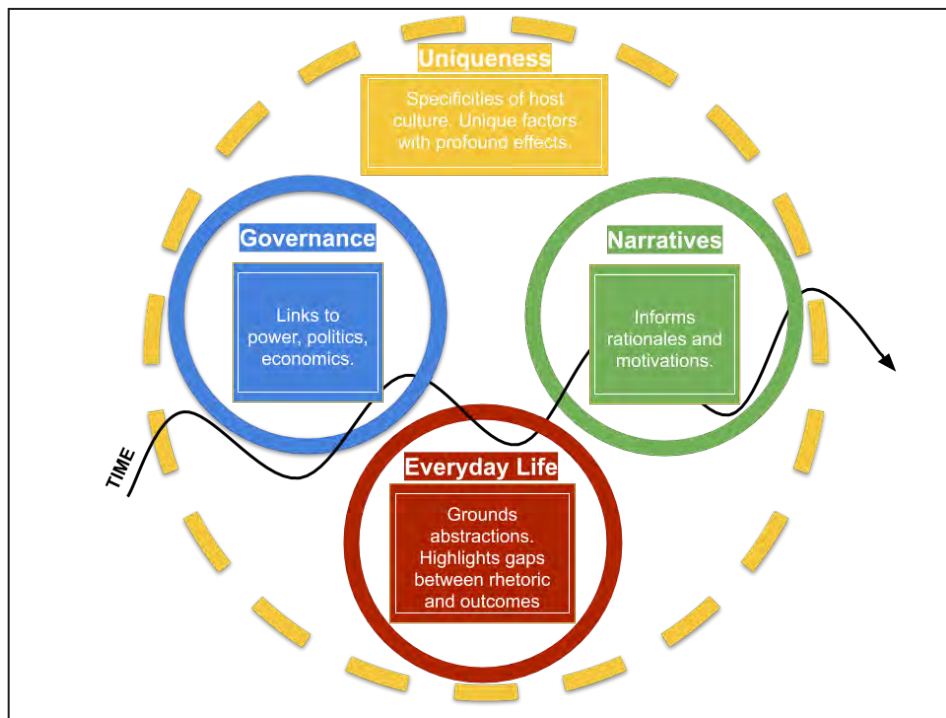 Uniqueness
Specificities of host
culture. Unique factors
with profound effects.
Governance
Links to
power, politics,
economics.
Narratives
Informs
rationales and
motivations.
TIME
Everyday Life
Grounds
abstractions.
Highlights gaps
between rhetoric
and outcomes